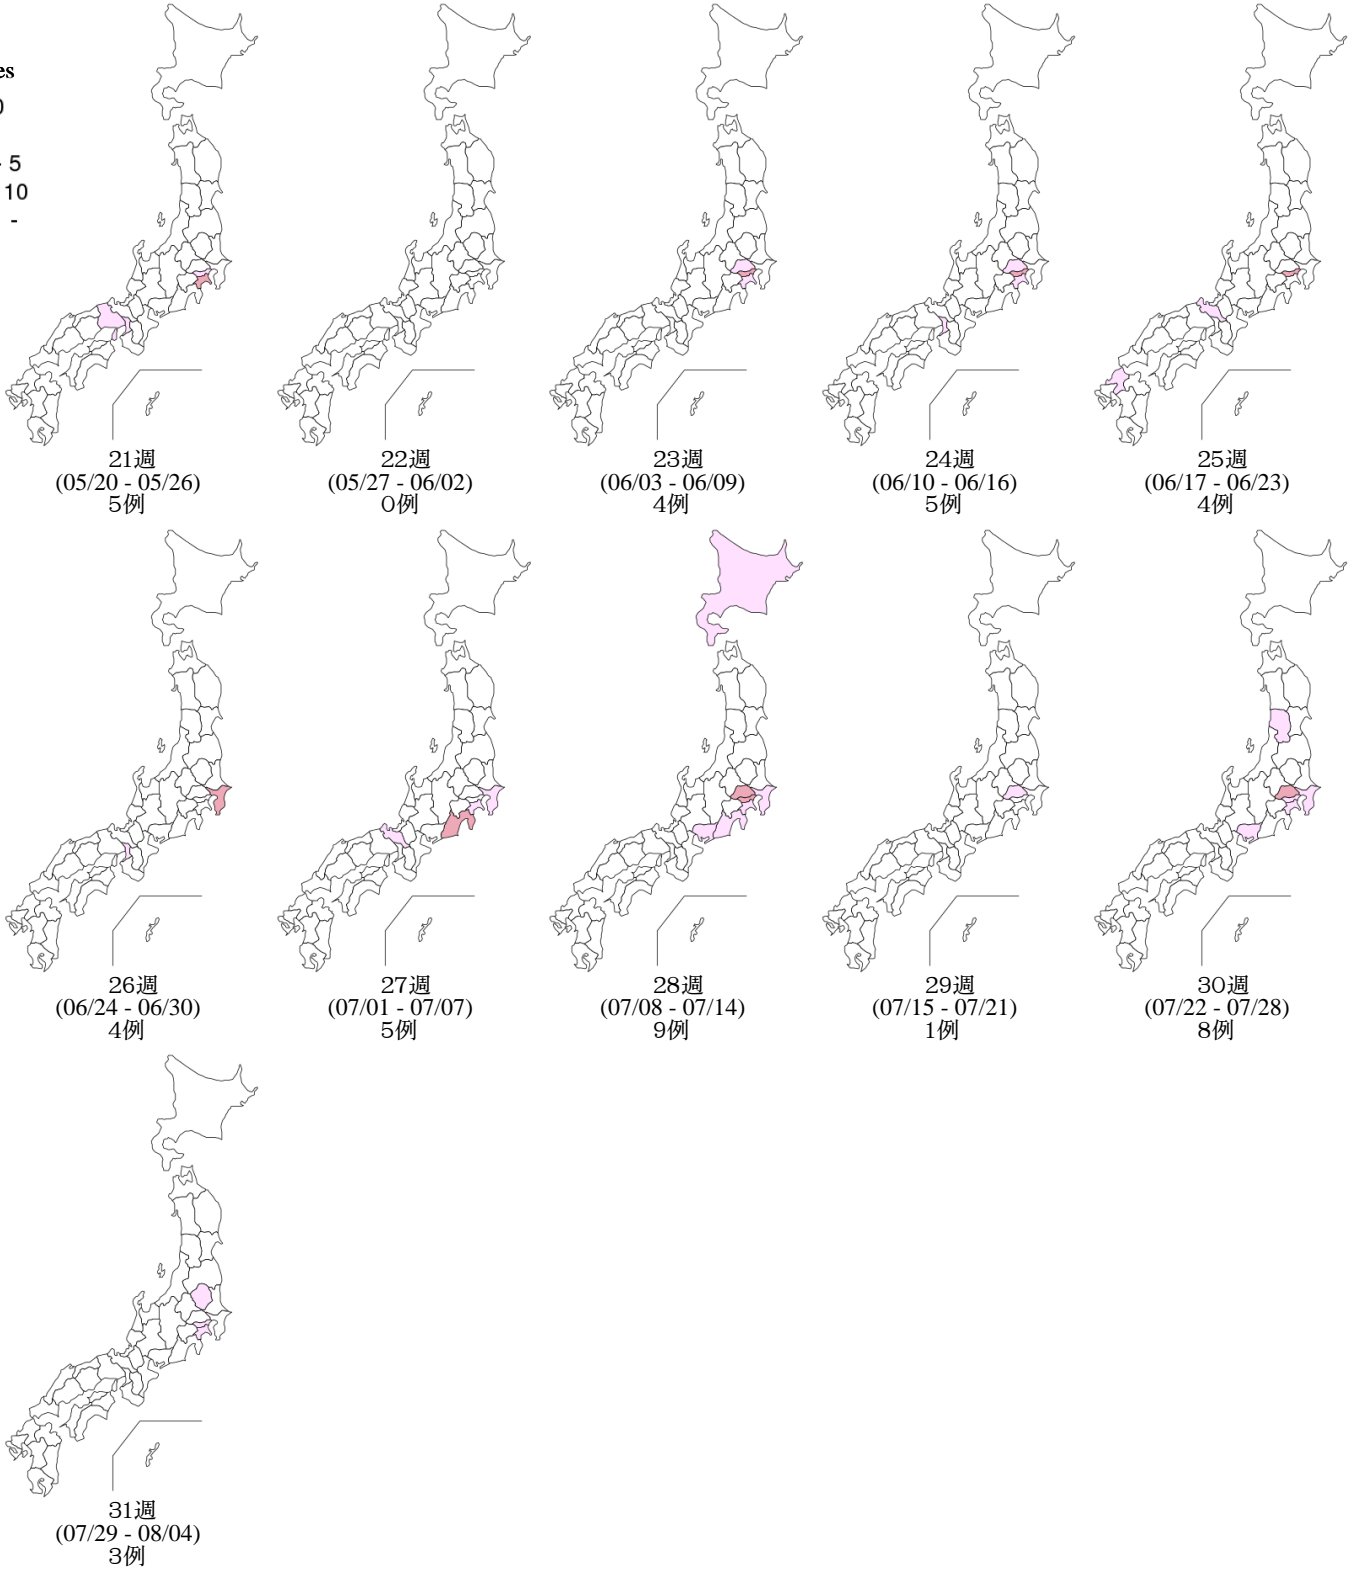 es
0
- 5
10
-
21週
(05/20 - 05/26)
5例
22週
(05/27 - 06/02)
0例
23週
(06/03 - 06/09)
4例
24週
(06/10 - 06/16)
5例
25週
(06/17 - 06/23)
4例
26週
(06/24 - 06/30)
4例
27週
(07/01 - 07/07)
5例
28週
(07/08 - 07/14)
9例
29週
(07/15 - 07/21)
1例
30週
(07/22 - 07/28)
8例
31週
(07/29 - 08/04)
3例